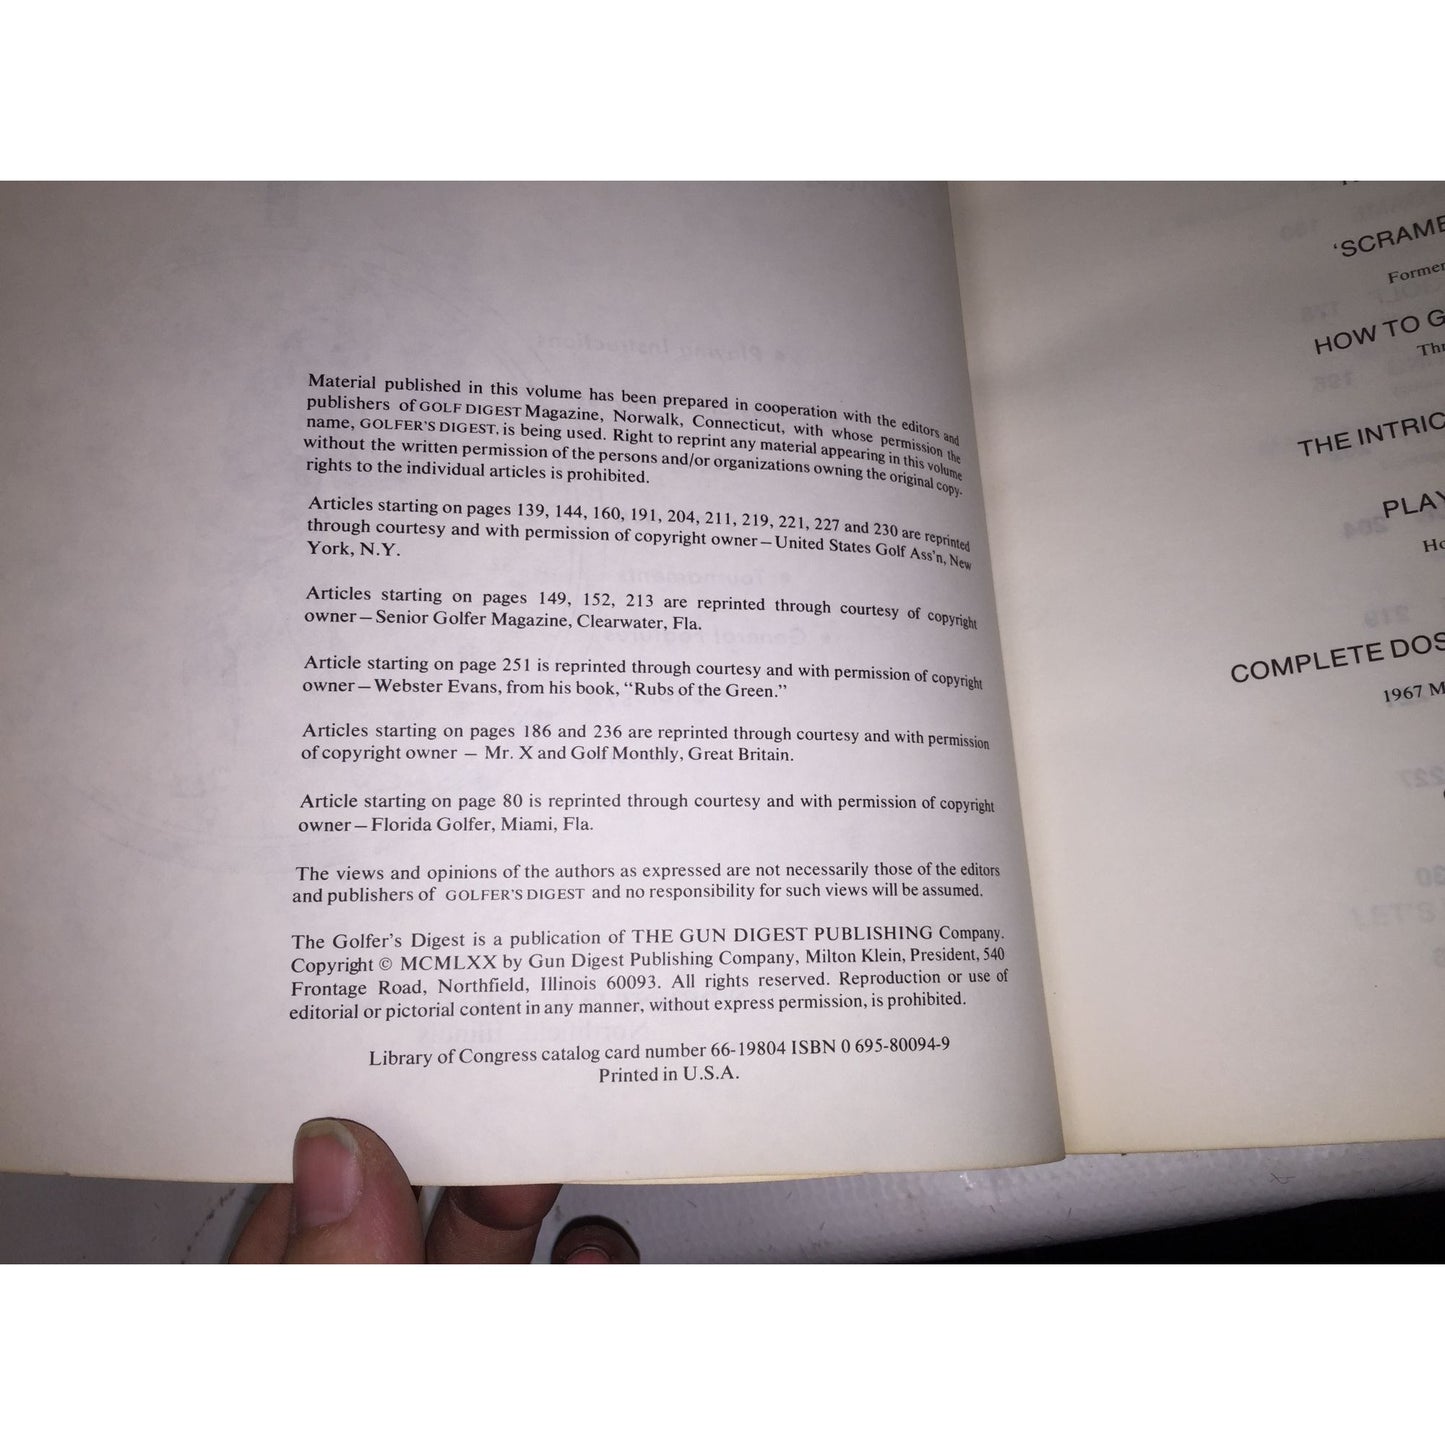 Material published in this volume has been prepared in cooperation with the editors and
publishers of GOLF DIGEST Magazine, Norwalk, Connecticut, with whose permission the
name, GOLFER'S DIGEST, is being used. Right to reprint any material appearing in this volume
without the written permission of the persons and/or organizations owning the original copy.
rights to the individual articles is prohibited.
Articles starting on pages 139, 144, 160, 191, 204, 211, 219, 221, 227 and 230 are reprinted
through courtesy and with permission of copyright owner—United States Golf Ass'n, New
York, N.Y.
Articles starting on pages 149, 152, 213 are reprinted through courtesy of copyright
owner—Senior Golfer Magazine, Clearwater, Fla.
Article starting on page 251 is reprinted through courtesy and with permission of copyright
owner—Webster Evans, from his book, "Rubs of the Green."
Articles starting on pages 186 and 236 are reprinted through courtesy and with permission
of copyright owner — Mr. X and Golf Monthly, Great Britain.
Article starting on page 80 is reprinted through courtesy and with permission of copyright
owner—Florida Golfer, Miami, Fla.
The views and opinions of the authors as expressed are not necessarily those of the editors
and publishers of GOLFER'S DIGEST and no responsibility for such views will be assumed.
The Golfer's Digest is a publication of THE GUN DIGEST PUBLISHING Company.
Copyright © MCMLXX by Gun Digest Publishing Company, Milton Klein, President, 540
Frontage Road, Northfield, Illinois 60093. All rights reserved. Reproduction or use of
editorial or pictorial content in any manner, without express permission, is prohibited.
Library of Congress catalog card number 66-19804 ISBN 0 695-80094-9
Printed in U.S.A.
'SCRAMB
Former
HOW TO G
Thr
THE INTRIC
PLAY
Ho
COMPLETE DOS
1967 M